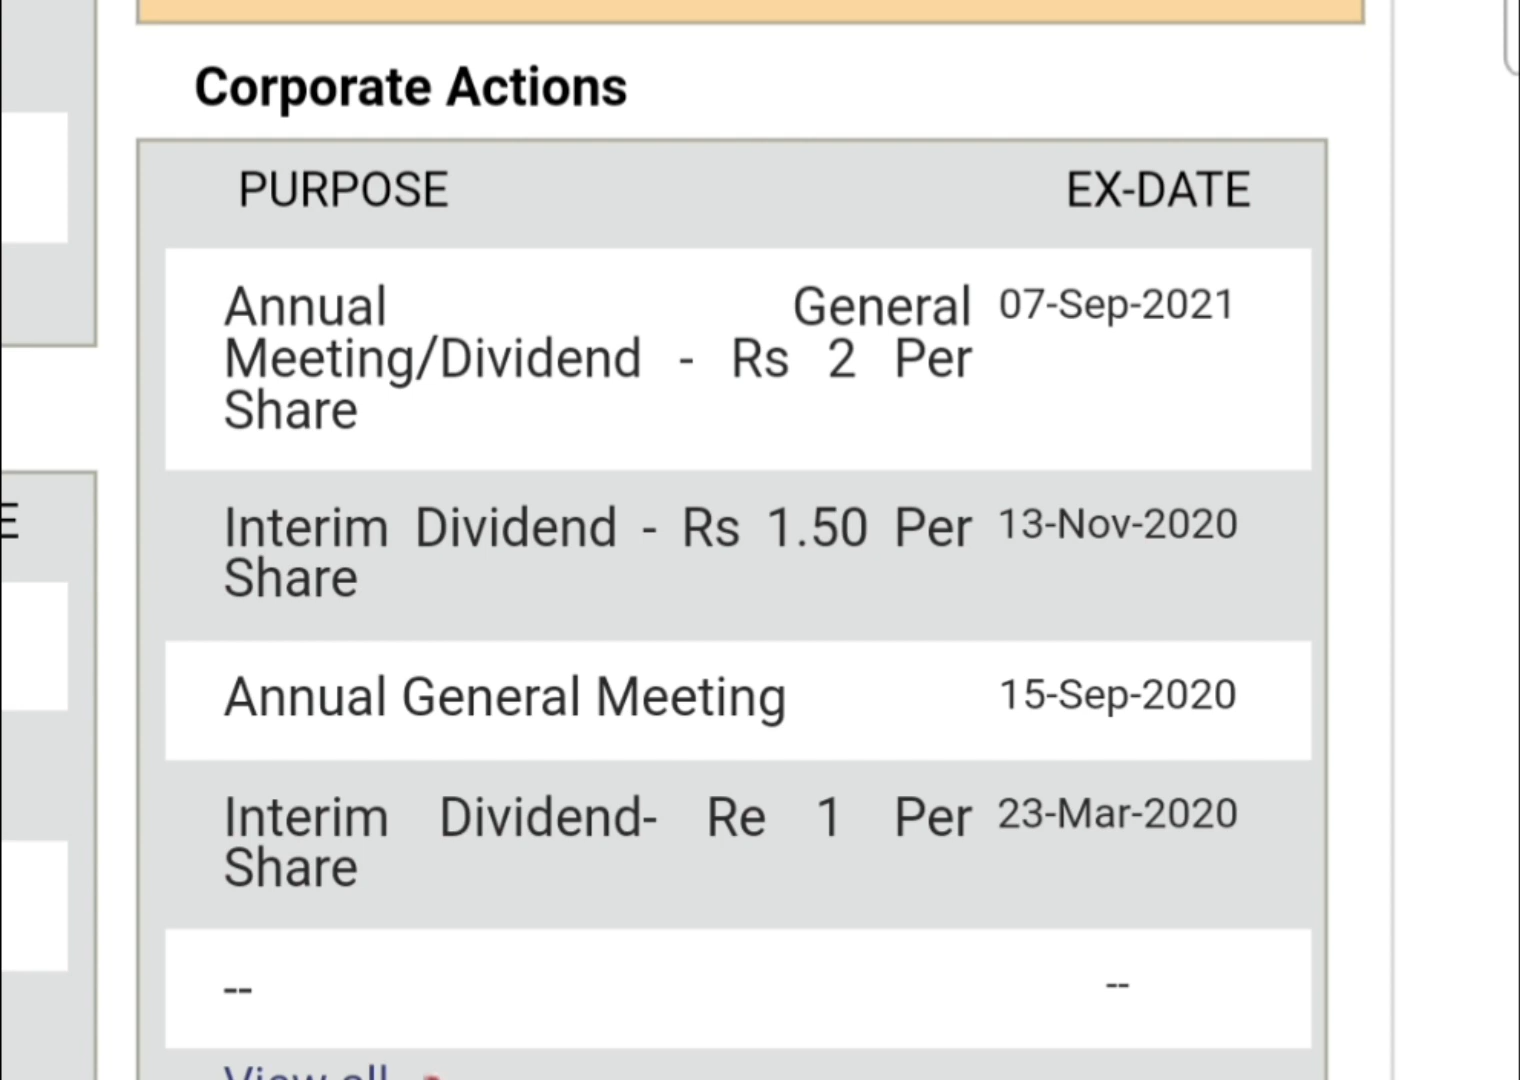 Corporate Actions
PURPOSE EX-DATE
Annual General 07-Sep-2021
Meeting/Dividend - Rs 2 Per
Share
E
Interim Dividend - Rs 1.50 Per 13-Nov-2020
Share
Annual General Meeting 15-Sep-2020
Interim Dividend- Re 1 Per 23-Mar-2020
Share
-- --
View all